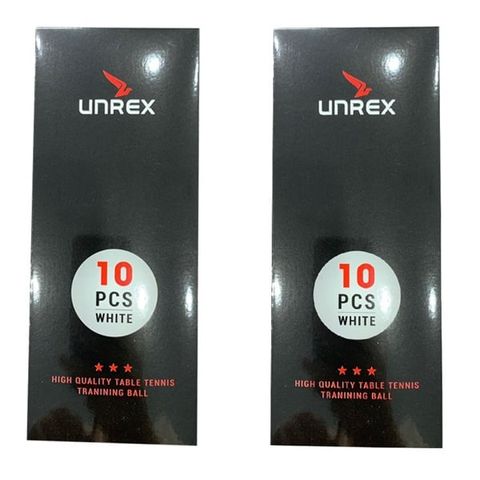 UNREX
10
PCS
WHITE
★★★
HIGH QUALITY TABLE TENNIS
TRANINING BALL
UNREX
10
PCS
WHITE
★★★
HIGH QUALITY TABLE TENNIS
TRANINING BALL